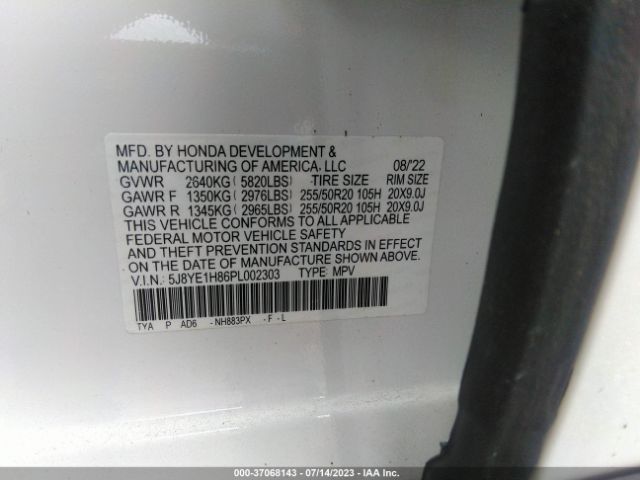 MFD. BY HONDA DEVELOPMENT &
MANUFACTURING OF AMERICA, LLC 08/'22
GVWR 2640KG ( 5820LBS) TIRE SIZE RIM SIZE
GAWR F 1350KG ( 2976LBS) 255/50R20 105H 20X9.0J
GAWR R 1345KG ( 2965LBS) 255/50R20 105H 20X9.0J
THIS VEHICLE CONFORMS TO ALL APPLICABLE
FEDERAL MOTOR VEHICLE SAFETY
AND THEFT PREVENTION STANDARDS IN EFFECT
ON THE DATE OF MANUFACTURE SHOWN ABOVE.
V.I.N.: 5J8YE1H86PL002303 TYPE: MPV
TYA P AD6 -NH883PX -F-L
000-37068143 - 07/14/2023 - IAA Inc.